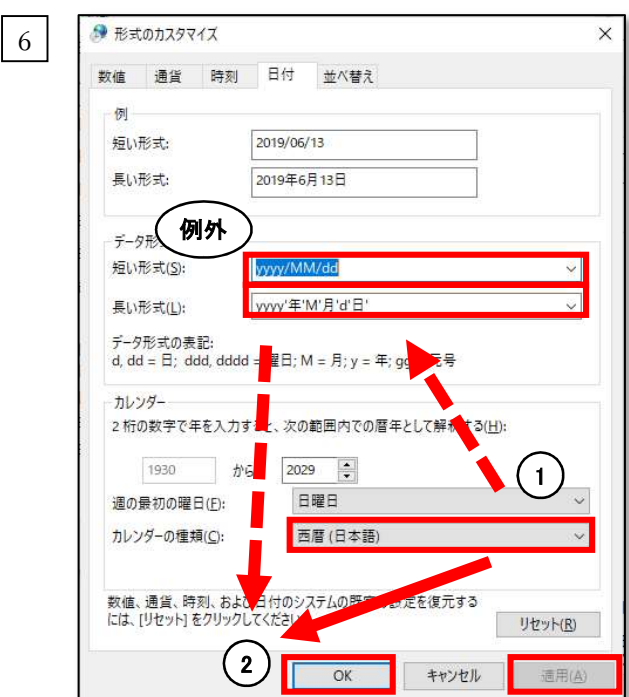 6
形式のカスタマイズ
数値 通貨 時刻 日付 並べ替え
例
短い形式: 2019/06/13
長い形式: 2019年6月13日
例外
データ形
短い形式(S): yyyy/MM/dd
長い形式(L): yyyy'年'M'月'd'日'
データ形式の表記:
d, dd = 日; ddd, dddd = 曜日; M = 月; y = 年; gg 元号
カレンダー
2 桁の数字で年を入力すると、次の範囲内での暦年として解釈する(H):
1930 から 2029
1
週の最初の曜日(F): 日曜日
カレンダーの種類(C): 西暦 (日本語)
数値、通貨、時刻、および日付のシステムの既定の設定を復元する
には、[リセット] をクリックしてください
リセット(R)
2
OK キャンセル 適用(A)